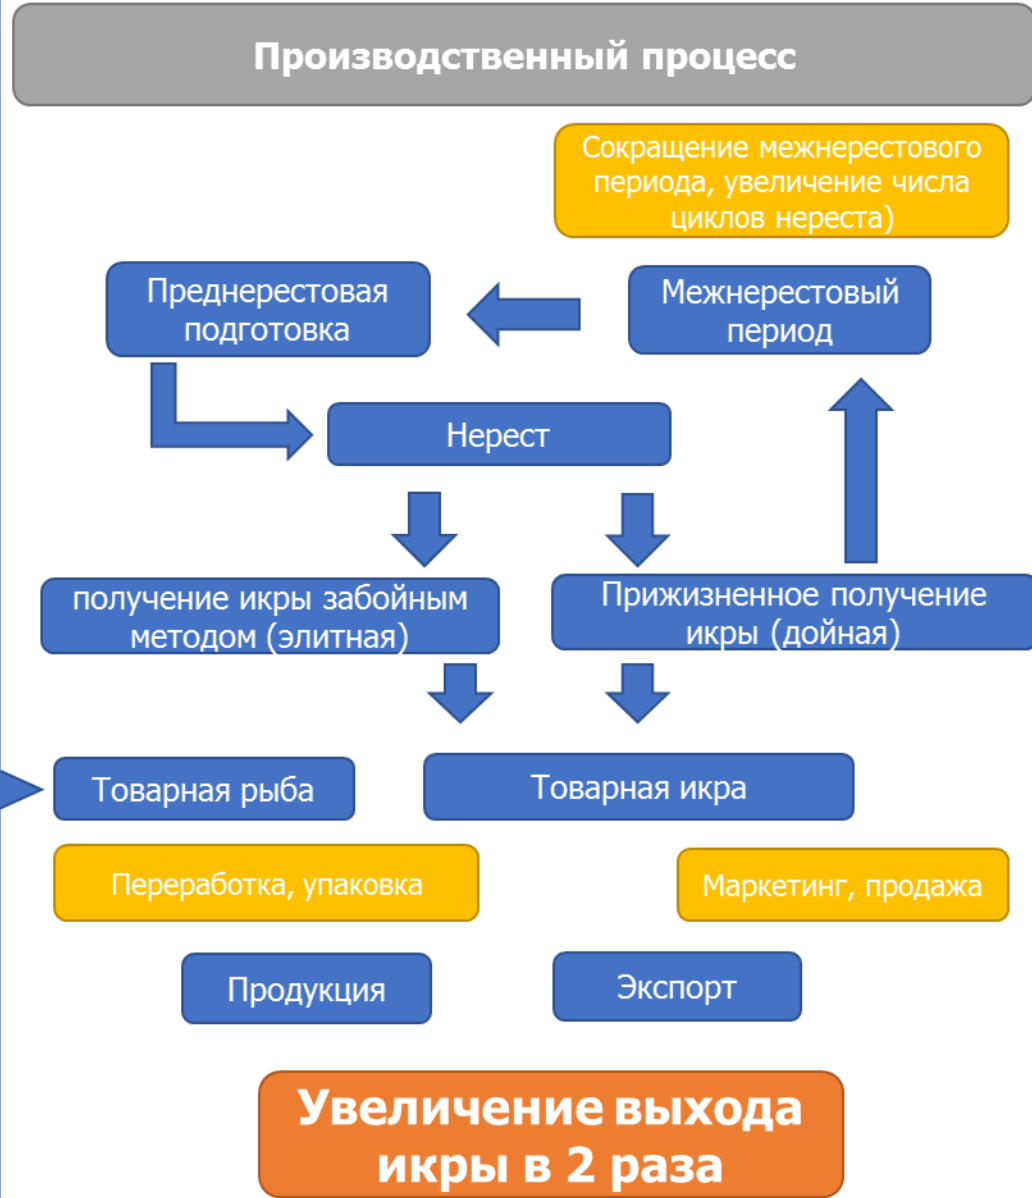 Производственный процесс
Сокращение межнерестового
периода, увеличение числа
циклов нереста)
Преднерестовая
подготовка
Межнерестовый
период
Нерест
получение икры забойным
методом (элитная)
Прижизненное получение
икры (дойная)
Товарная рыба
Товарная икра
Переработка, упаковка
Маркетинг, продажа
Продукция
Экспорт
Увеличение выхода
икры в 2 раза